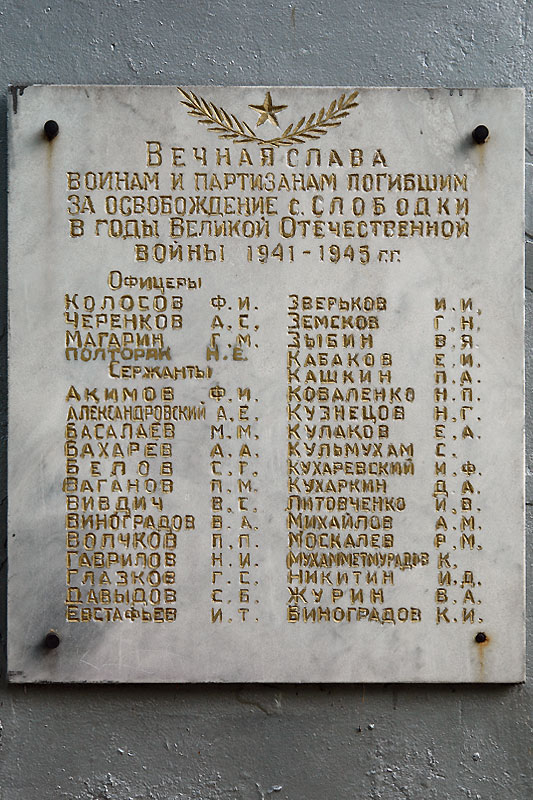 ВЕЧНАЯ СЛАВА
ВОИНАМ И ПАРТИЗАНАМ ПОГИБШИМ
ЗА ОСВОБОЖДЕНИЕ с. СЛОБОДКИ
В ГОДЫ ВЕЛИКОЙ ОТЕЧЕСТВЕННОЙ
ВОЙНЫ 1941-1945 г.г.
ОФИЦЕРЫ
КОЛОСОВ Ф.И.
ЧЕРЕНКОВ А.С.
МАГАРИН Г.М.
ПОЛТОРАК Н.Е.
СЕРЖАНТЫ
АКИМОВ Ф.И.
АЛЕКСАНДРОВСКИЙ А.Е.
БАСАЛАЕВ М.М.
БАХАРЕВ А.А.
БЕЛОВ С.Г.
ВАГАНОВ П.М.
ВИВДИЧ В.С.
ВИНОГРАДОВ В.А.
ВОЛЧКОВ П.П.
ГАВРИЛОВ Н.И.
ГЛАЗКОВ Г.С.
ДАВЫДОВ С.Б.
ЕВСТАФЬЕВ И.Т.
ЗВЕРЬКОВ И.И.
ЗЕМСКОВ Г.Н.
ЗЫБИН В.Я.
КАБАКОВ Е.И.
КАШКИН П.А.
КОВАЛЕНКО Н.П.
КУЗНЕЦОВ Н.Г.
КУЛАКОВ Е.А.
КУЛЬМУХАМ С.
КУХАРЕВСКИЙ И.Ф.
КУХАРКИН Д.А.
ЛИТОВЧЕНКО И.В.
МИХАЙЛОВ А.М.
МОСКАЛЕВ Р.М.
МУХАММЕТМУРАДОВ К.
НИКИТИН И.Д.
ЖУРИН В.А.
ВИНОГРАДОВ К.И.